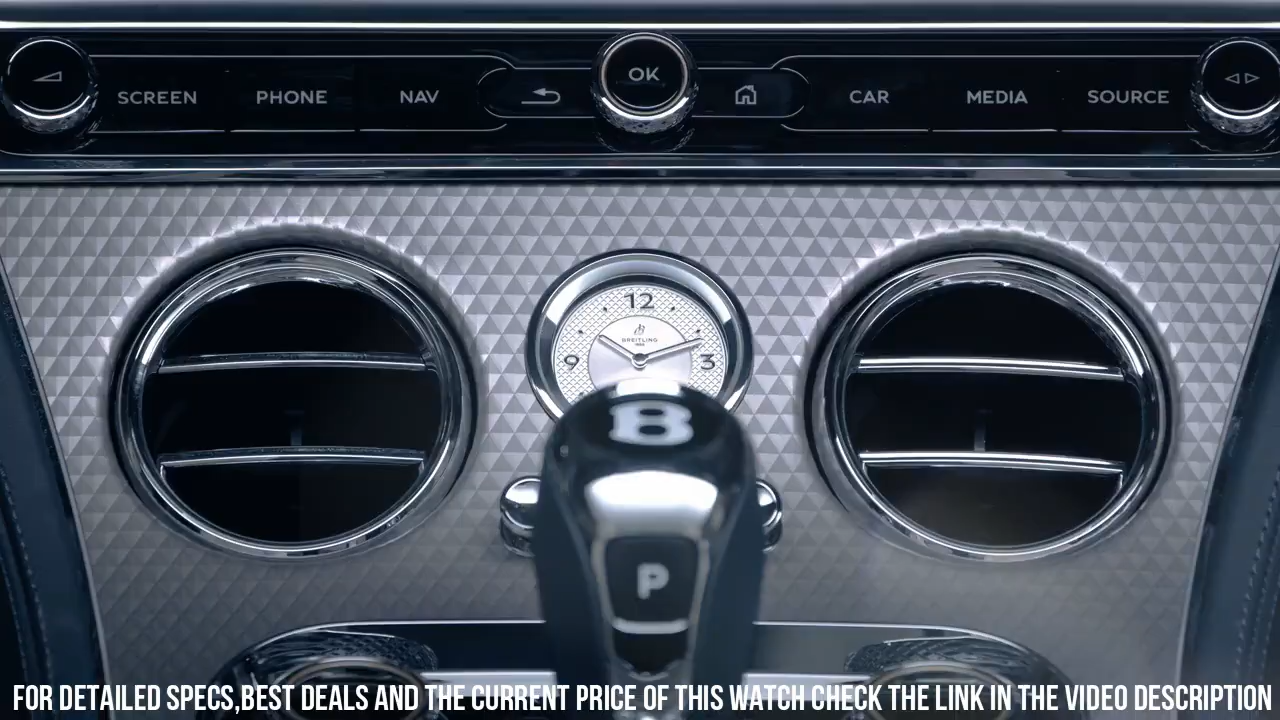 SCREEN PHONE NAV OK CAR MEDIA SOURCE
12
BREITLING
9 3
B
P
FOR DETAILED SPECS,BEST DEALS AND THE CURRENT PRICE OF THIS WATCH CHECK THE LINK IN THE VIDEO DESCRIPTION